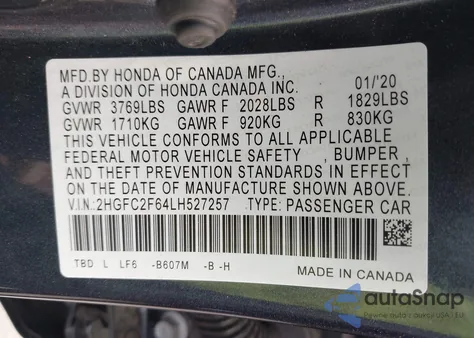 MFD.BY HONDA OF CANADA MFG.,
A DIVISION OF HONDA CANADA INC. 01/'20
GVWR 3769LBS GAWR F 2028LBS R 1829LBS
GVWR 1710KG GAWR F 920KG R 830KG
THIS VEHICLE CONFORMS TO ALL APPLICABLE
FEDERAL MOTOR VEHICLE SAFETY , BUMPER ,
AND THEFT PREVENTION STANDARDS IN EFFECT
ON THE DATE OF MANUFACTURE SHOWN ABOVE.
V.I.N.:2HGFC2F64LH527257 TYPE: PASSENGER CAR
TBD L LF6 -B607M -B -H
MADE IN CANADA
autoSnap